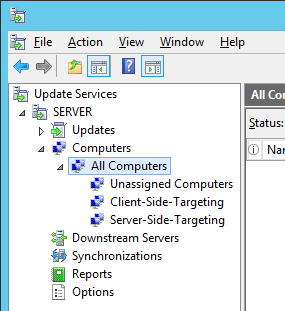 File Action View Window Help
Update Services
SERVER
Updates
Computers
All Computers
Unassigned Computers
Client-Side-Targeting
Server-Side-Targeting
Downstream Servers
Synchronizations
Reports
Options
All Com
Status:
Nar